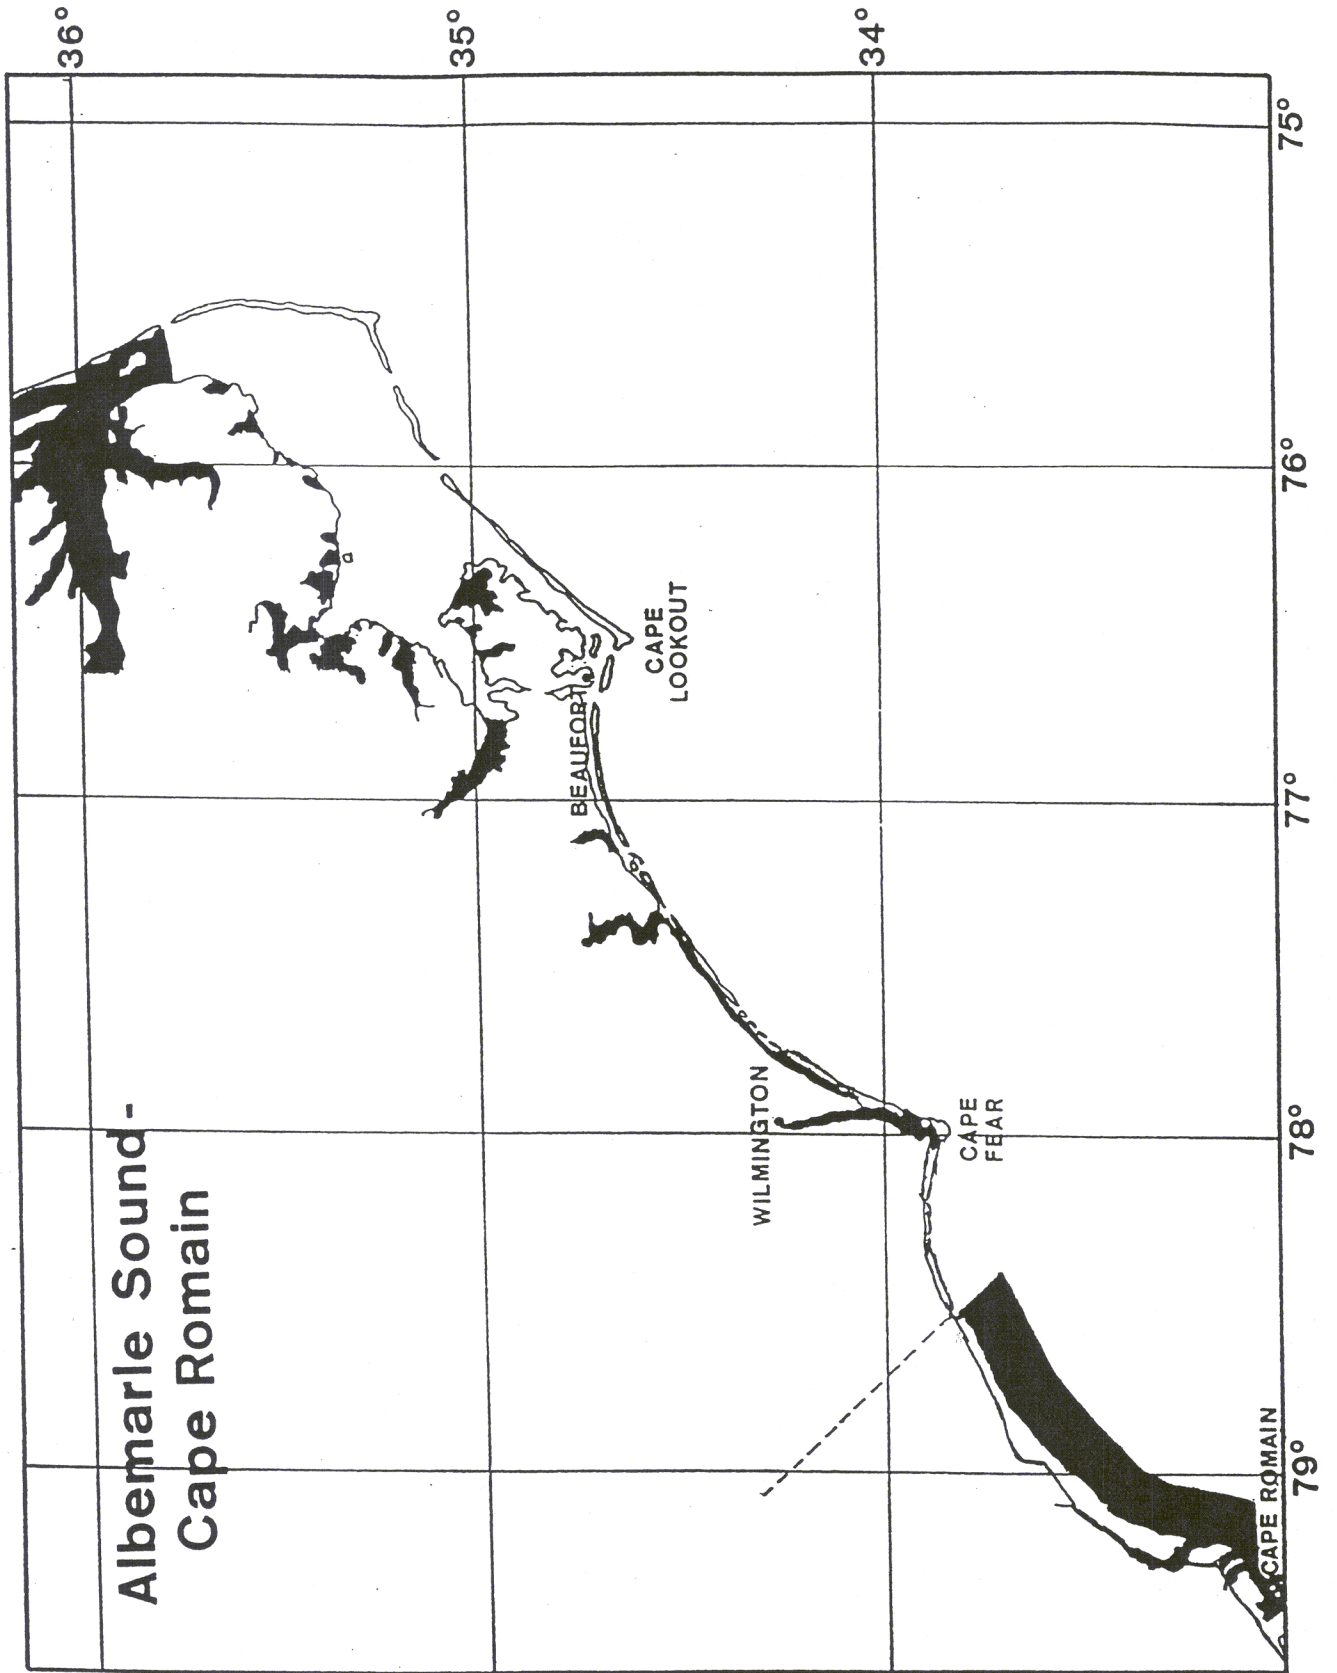 Albemarle Sound-
Cape Romain
36°
35°
34°
75°
76°
77°
78°
79°
CAPE
LOOKOUT
BEAUFORT
WILMINGTON
CAPE
FEAR
CAPE ROMAIN